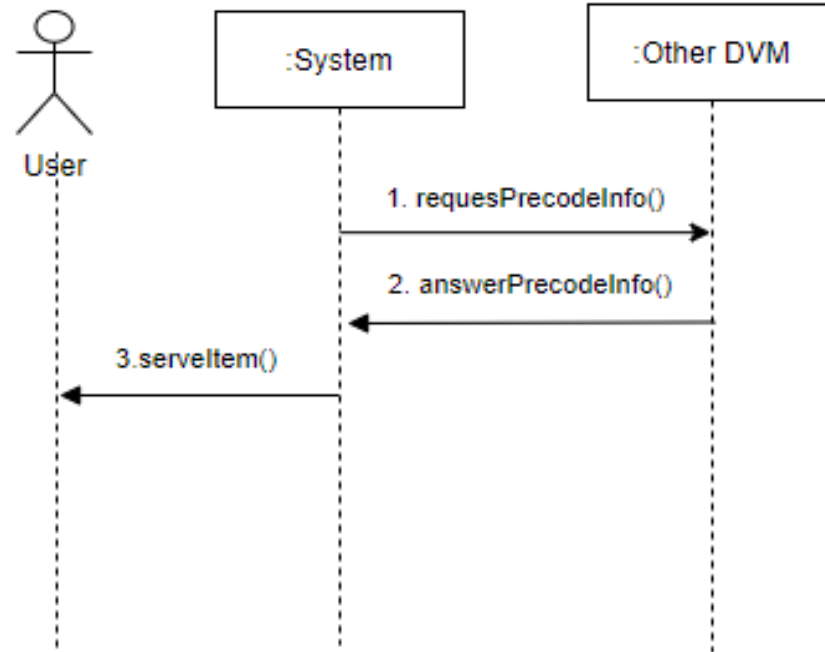 :System
:Other DVM
User
1. requesPrecodeInfo()
2. answerPrecodeInfo()
3.serveItem()